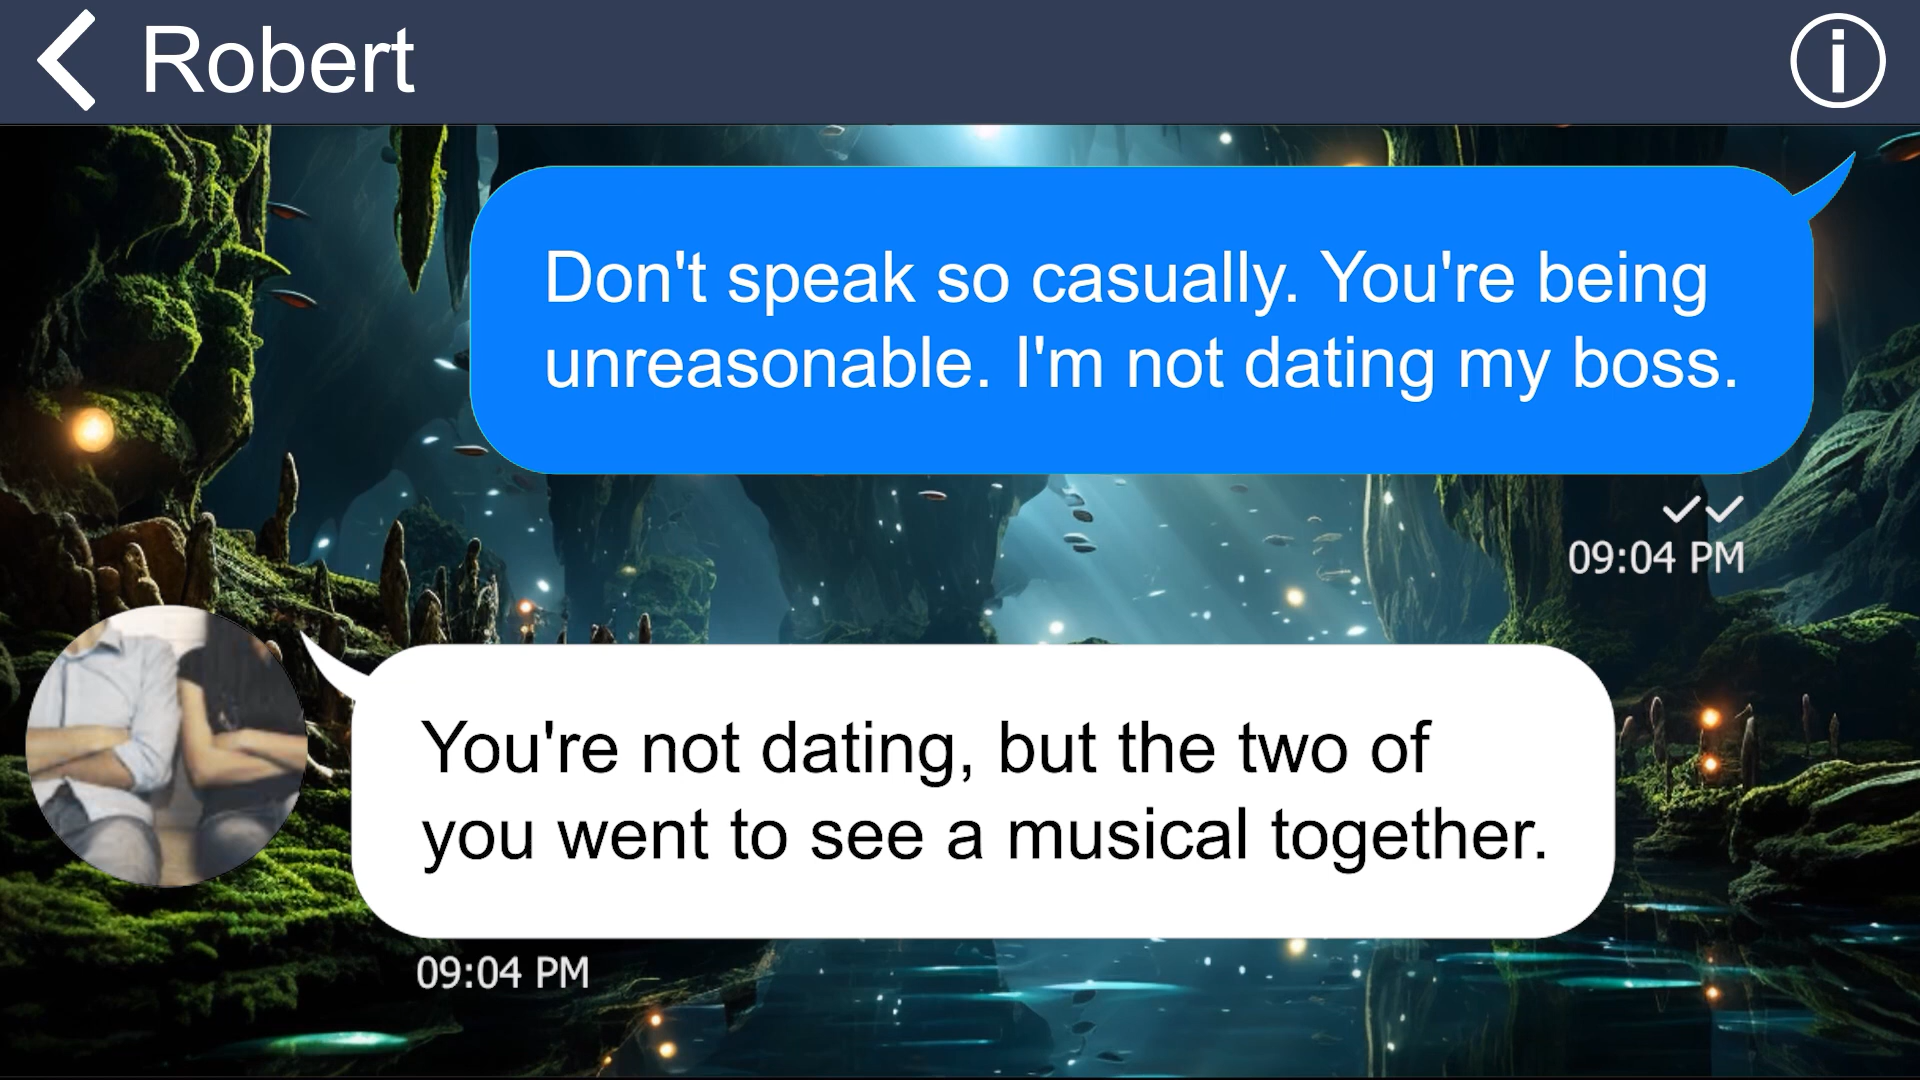 Robert
Don't speak so casually. You're being
unreasonable. I'm not dating my boss.
09:04 PM
You're not dating, but the two of
you went to see a musical together.
09:04 PM